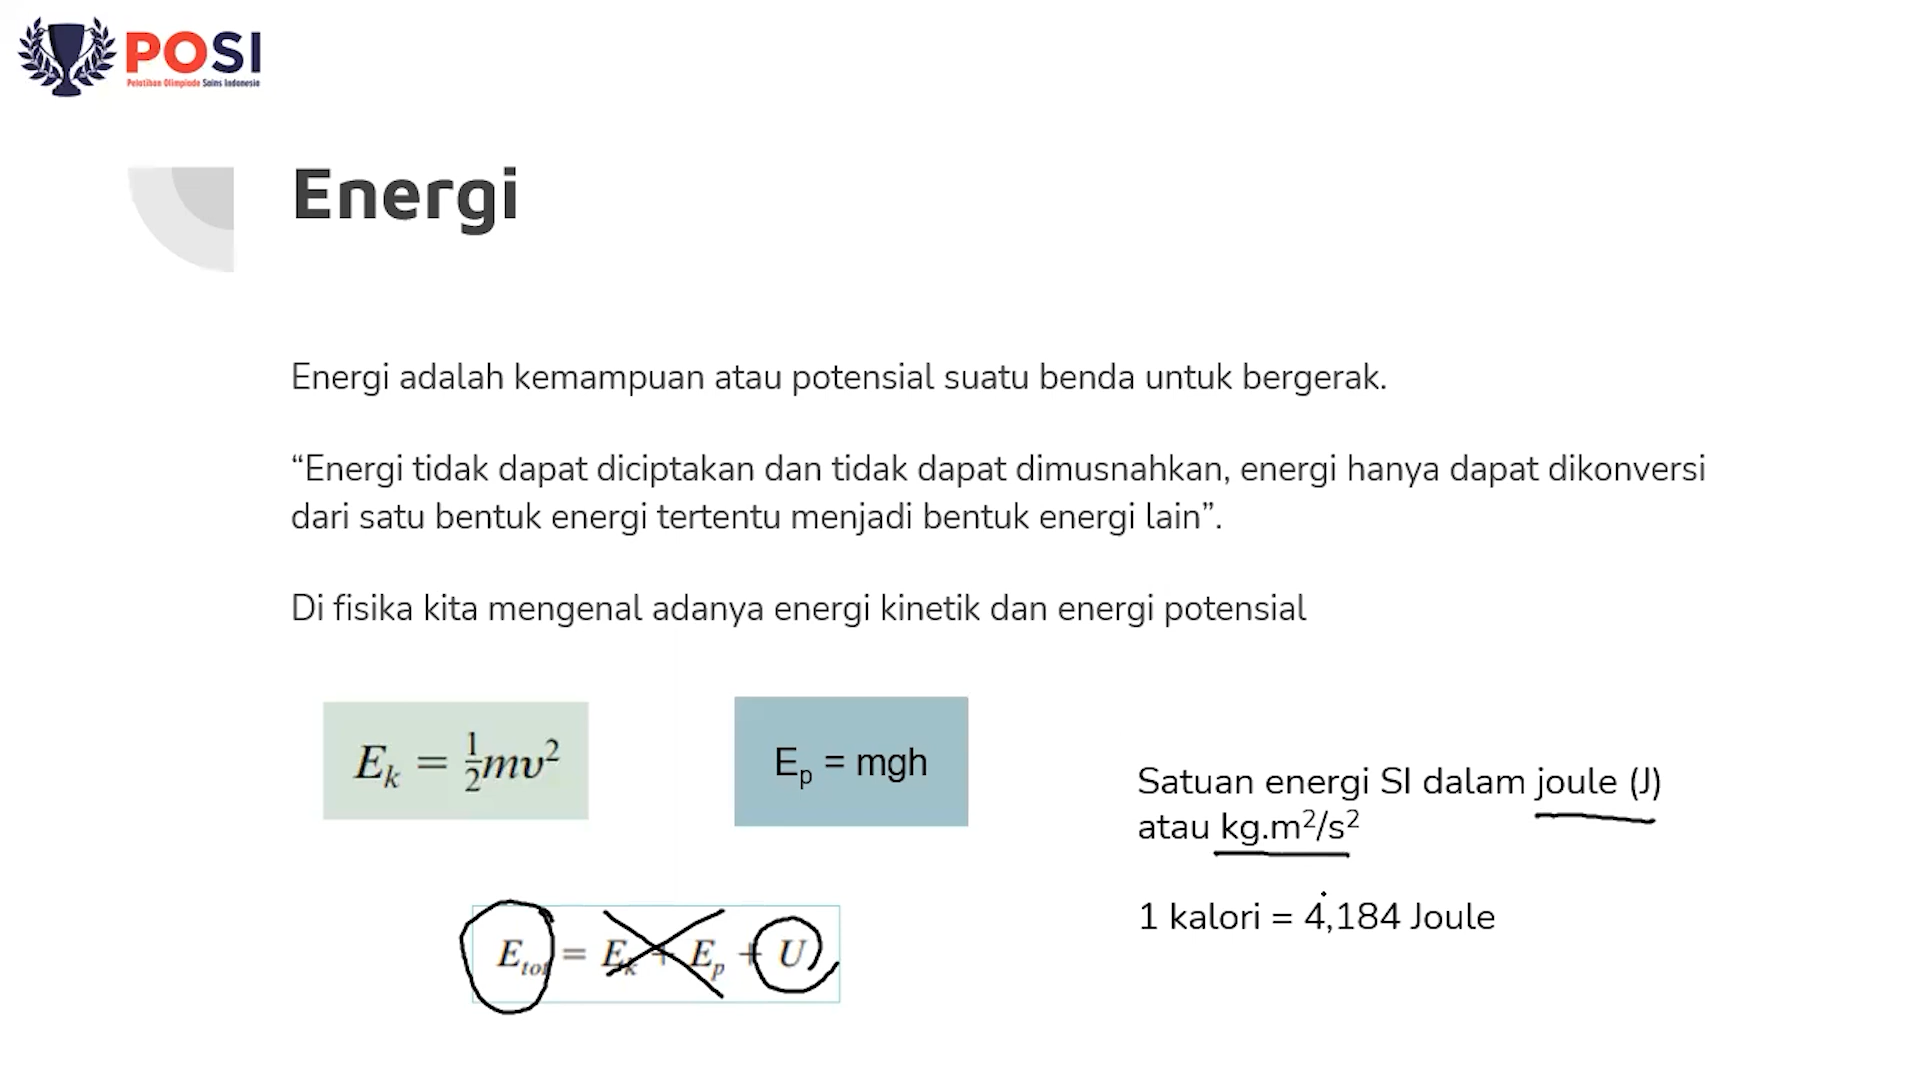 POSI
Pelatihan Olimpiade Sains Indonesia
Energi
Energi adalah kemampuan atau potensial suatu benda untuk bergerak.
“Energi tidak dapat diciptakan dan tidak dapat dimusnahkan, energi hanya dapat dikonversi
dari satu bentuk energi tertentu menjadi bentuk energi lain”.
Di fisika kita mengenal adanya energi kinetik dan energi potensial
Eₖ = ½mv²
Eₚ = mgh
Satuan energi SI dalam joule (J)
atau kg.m²/s²
1 kalori = 4,184 Joule
Eₜₒₜ = Eₖ + Eₚ + U